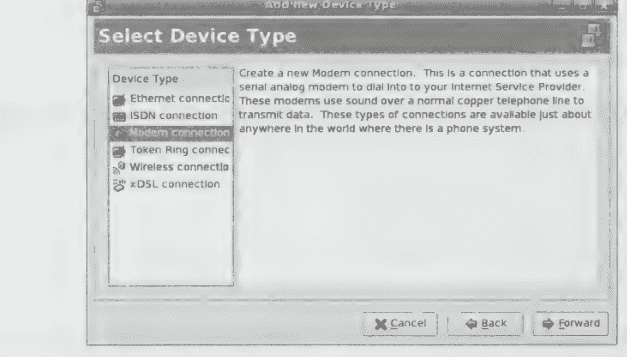 Add new Device Type
Select Device Type
Device Type
Ethernet connectic
ISDN connection
Modem connection
Token Ring connec
Wireless connectio
xDSL connection
Create a new Modem connection. This is a connection that uses a
serial analog modem to dial into to your Internet Service Provider.
These modems use sound over a normal copper telephone line to
transmit data. These types of connections are available just about
anywhere in the world where there is a phone system.
Cancel
Back
Forward